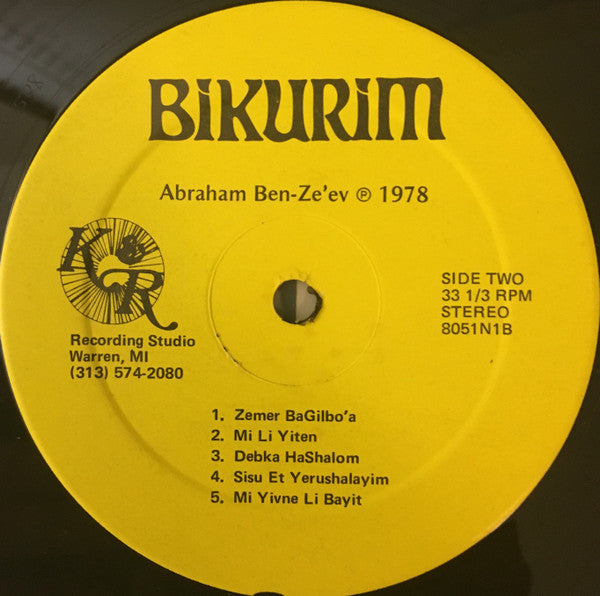 BiKURiM
Abraham Ben-Ze'ev ℗ 1978
K R
Recording Studio
Warren, MI
(313) 574-2080
SIDE TWO
33 1/3 RPM
STEREO
8051N1B
1. Zemer BaGilbo'a
2. Mi Li Yiten
3. Debka HaShalom
4. Sisu Et Yerushalayim
5. Mi Yivne Li Bayit